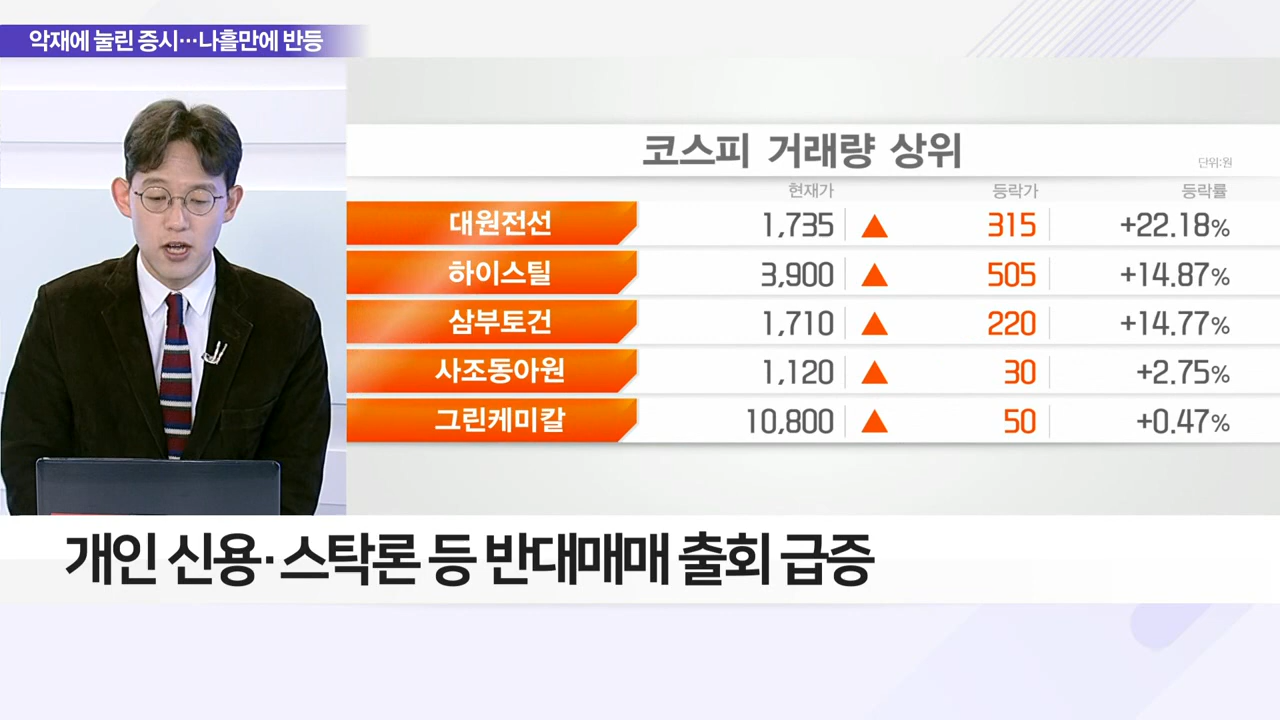 악재에 눌린 증시…나흘만에 반등
코스피 거래량 상위
단위:원
현재가 등락가 등락률
대원전선 1,735 ▲ 315 +22.18%
하이스틸 3,900 ▲ 505 +14.87%
삼부토건 1,710 ▲ 220 +14.77%
사조동아원 1,120 ▲ 30 +2.75%
그린케미칼 10,800 ▲ 50 +0.47%
개인 신용·스탁론 등 반대매매 출회 급증